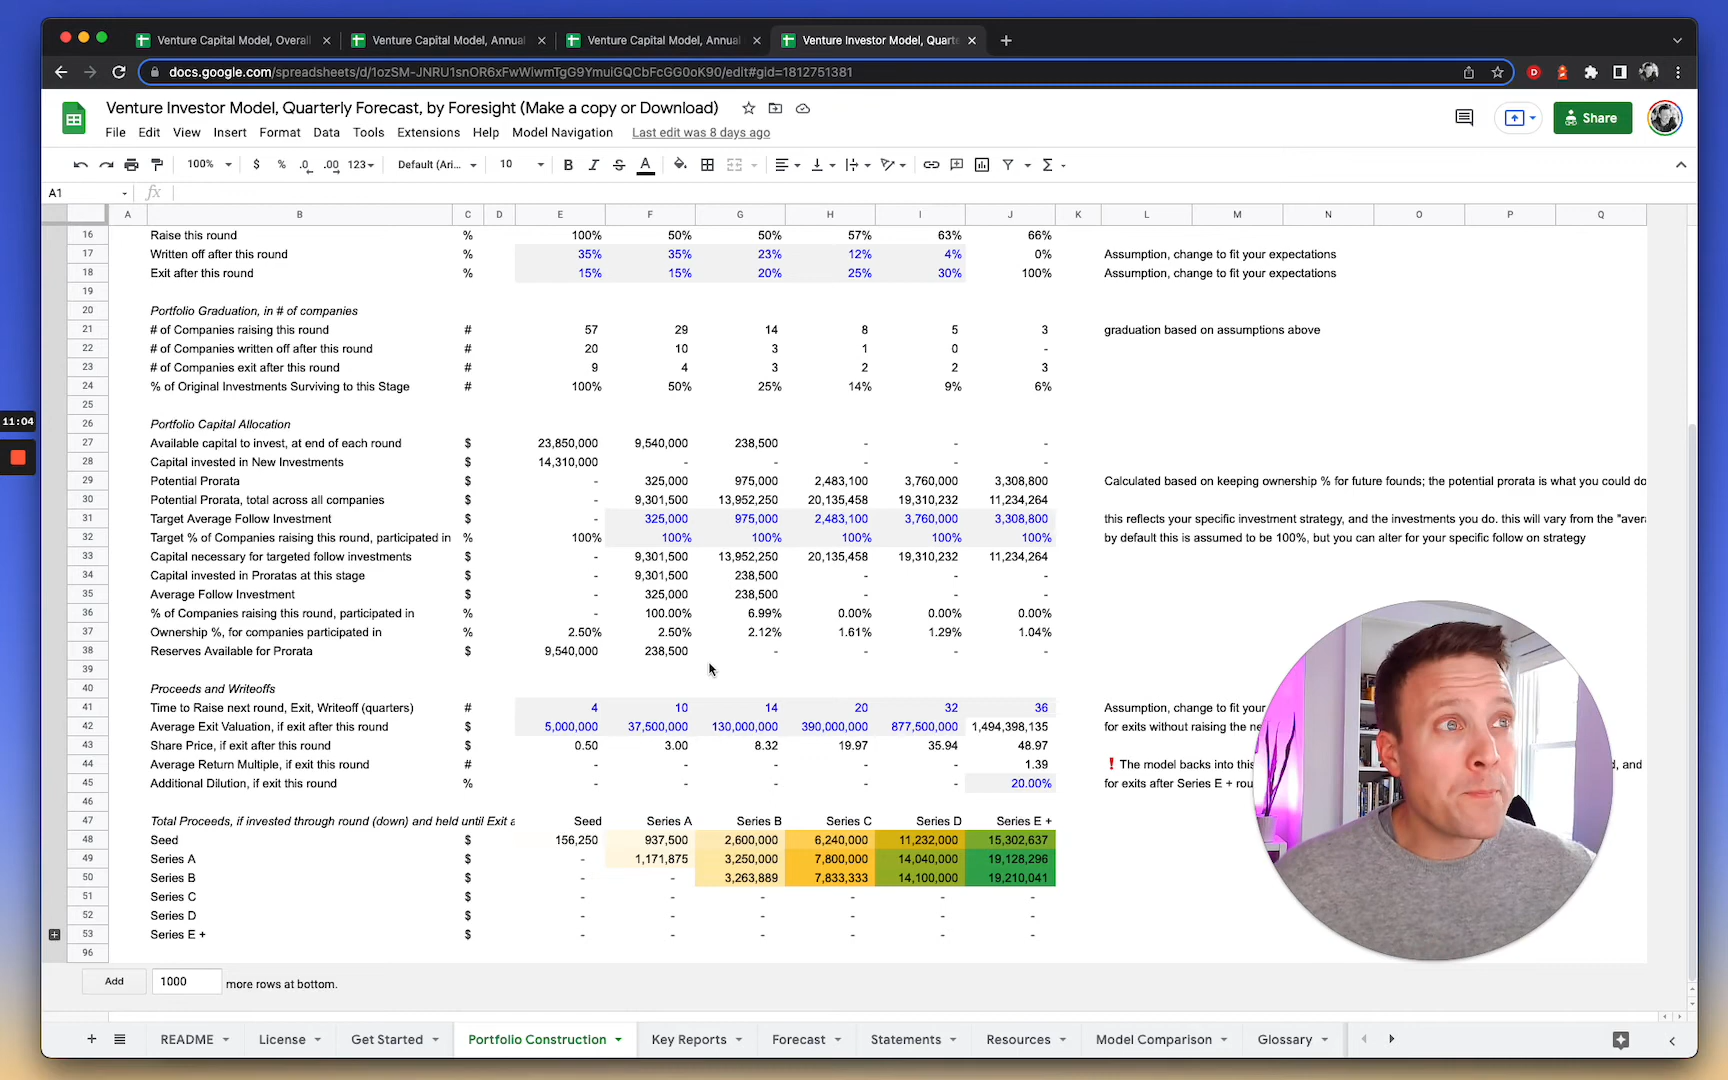 Venture Capital Model, Overall
Venture Capital Model, Annual
Venture Capital Model, Annual
Venture Investor Model, Quarte
docs.google.com/spreadsheets/d/1ozSM-JNRU1snOR6xFwWiwmTgG9YmuiGQCbFcGG0oK90/edit#gid=1812751381
Venture Investor Model, Quarterly Forecast, by Foresight (Make a copy or Download)
Share
File Edit View Insert Format Data Tools Extensions Help Model Navigation Last edit was 8 days ago
100% $ % .0 .00 123 Default (Ari... 10 B I S A
A1 fx
A B C D E F G H I J K L M N O P Q
16 Raise this round % 100% 50% 50% 57% 63% 66%
17 Written off after this round % 35% 35% 23% 12% 4% 0% Assumption, change to fit your expectations
18 Exit after this round % 15% 15% 20% 25% 30% 100% Assumption, change to fit your expectations
19
20 Portfolio Graduation, in # of companies
21 # of Companies raising this round # 57 29 14 8 5 3 graduation based on assumptions above
22 # of Companies written off after this round # 20 10 3 1 0 -
23 # of Companies exit after this round # 9 4 3 2 2 3
24 % of Original Investments Surviving to this Stage # 100% 50% 25% 14% 9% 6%
25
26 Portfolio Capital Allocation
27 Available capital to invest, at end of each round $ 23,850,000 9,540,000 238,500 - - -
28 Capital invested in New Investments $ 14,310,000 - - - - -
29 Potential Prorata $ - 325,000 975,000 2,483,100 3,760,000 3,308,800 Calculated based on keeping ownership % for future founds; the potential prorata is what you could do
30 Potential Prorata, total across all companies $ - 9,301,500 13,952,250 20,135,458 19,310,232 11,234,264
31 Target Average Follow Investment $ - 325,000 975,000 2,483,100 3,760,000 3,308,800 this reflects your specific investment strategy, and the investments you do. this will vary from the "aver
32 Target % of Companies raising this round, participated in % 100% 100% 100% 100% 100% 100% by default this is assumed to be 100%, but you can alter for your specific follow on strategy
33 Capital necessary for targeted follow investments $ - 9,301,500 13,952,250 20,135,458 19,310,232 11,234,264
34 Capital invested in Proratas at this stage $ - 9,301,500 238,500 - - -
35 Average Follow Investment $ - 325,000 238,500 - - -
36 % of Companies raising this round, participated in % - 100.00% 6.99% 0.00% 0.00% 0.00%
37 Ownership %, for companies participated in % 2.50% 2.50% 2.12% 1.61% 1.29% 1.04%
38 Reserves Available for Prorata $ 9,540,000 238,500 - - - -
39
40 Proceeds and Writeoffs
41 Time to Raise next round, Exit, Writeoff (quarters) # 4 10 14 20 32 36 Assumption, change to fit your
42 Average Exit Valuation, if exit after this round $ 5,000,000 37,500,000 130,000,000 390,000,000 877,500,000 1,494,398,135 for exits without raising the ne
43 Share Price, if exit after this round $ 0.50 3.00 8.32 19.97 35.94 48.97
44 Average Return Multiple, if exit this round # - - - - - 1.39 ❗ The model backs into this d, and
45 Additional Dilution, if exit this round % - - - - - 20.00% for exits after Series E + rou
46
47 Total Proceeds, if invested through round (down) and held until Exit a Seed Series A Series B Series C Series D Series E +
48 Seed $ 156,250 937,500 2,600,000 6,240,000 11,232,000 15,302,637
49 Series A $ - 1,171,875 3,250,000 7,800,000 14,040,000 19,128,296
50 Series B $ - - 3,263,889 7,833,333 14,100,000 19,210,041
51 Series C $ - - - - - -
52 Series D $ - - - - - -
53 Series E + $ - - - - - -
96
11:04
Add 1000 more rows at bottom.
README License Get Started Portfolio Construction Key Reports Forecast Statements Resources Model Comparison Glossary